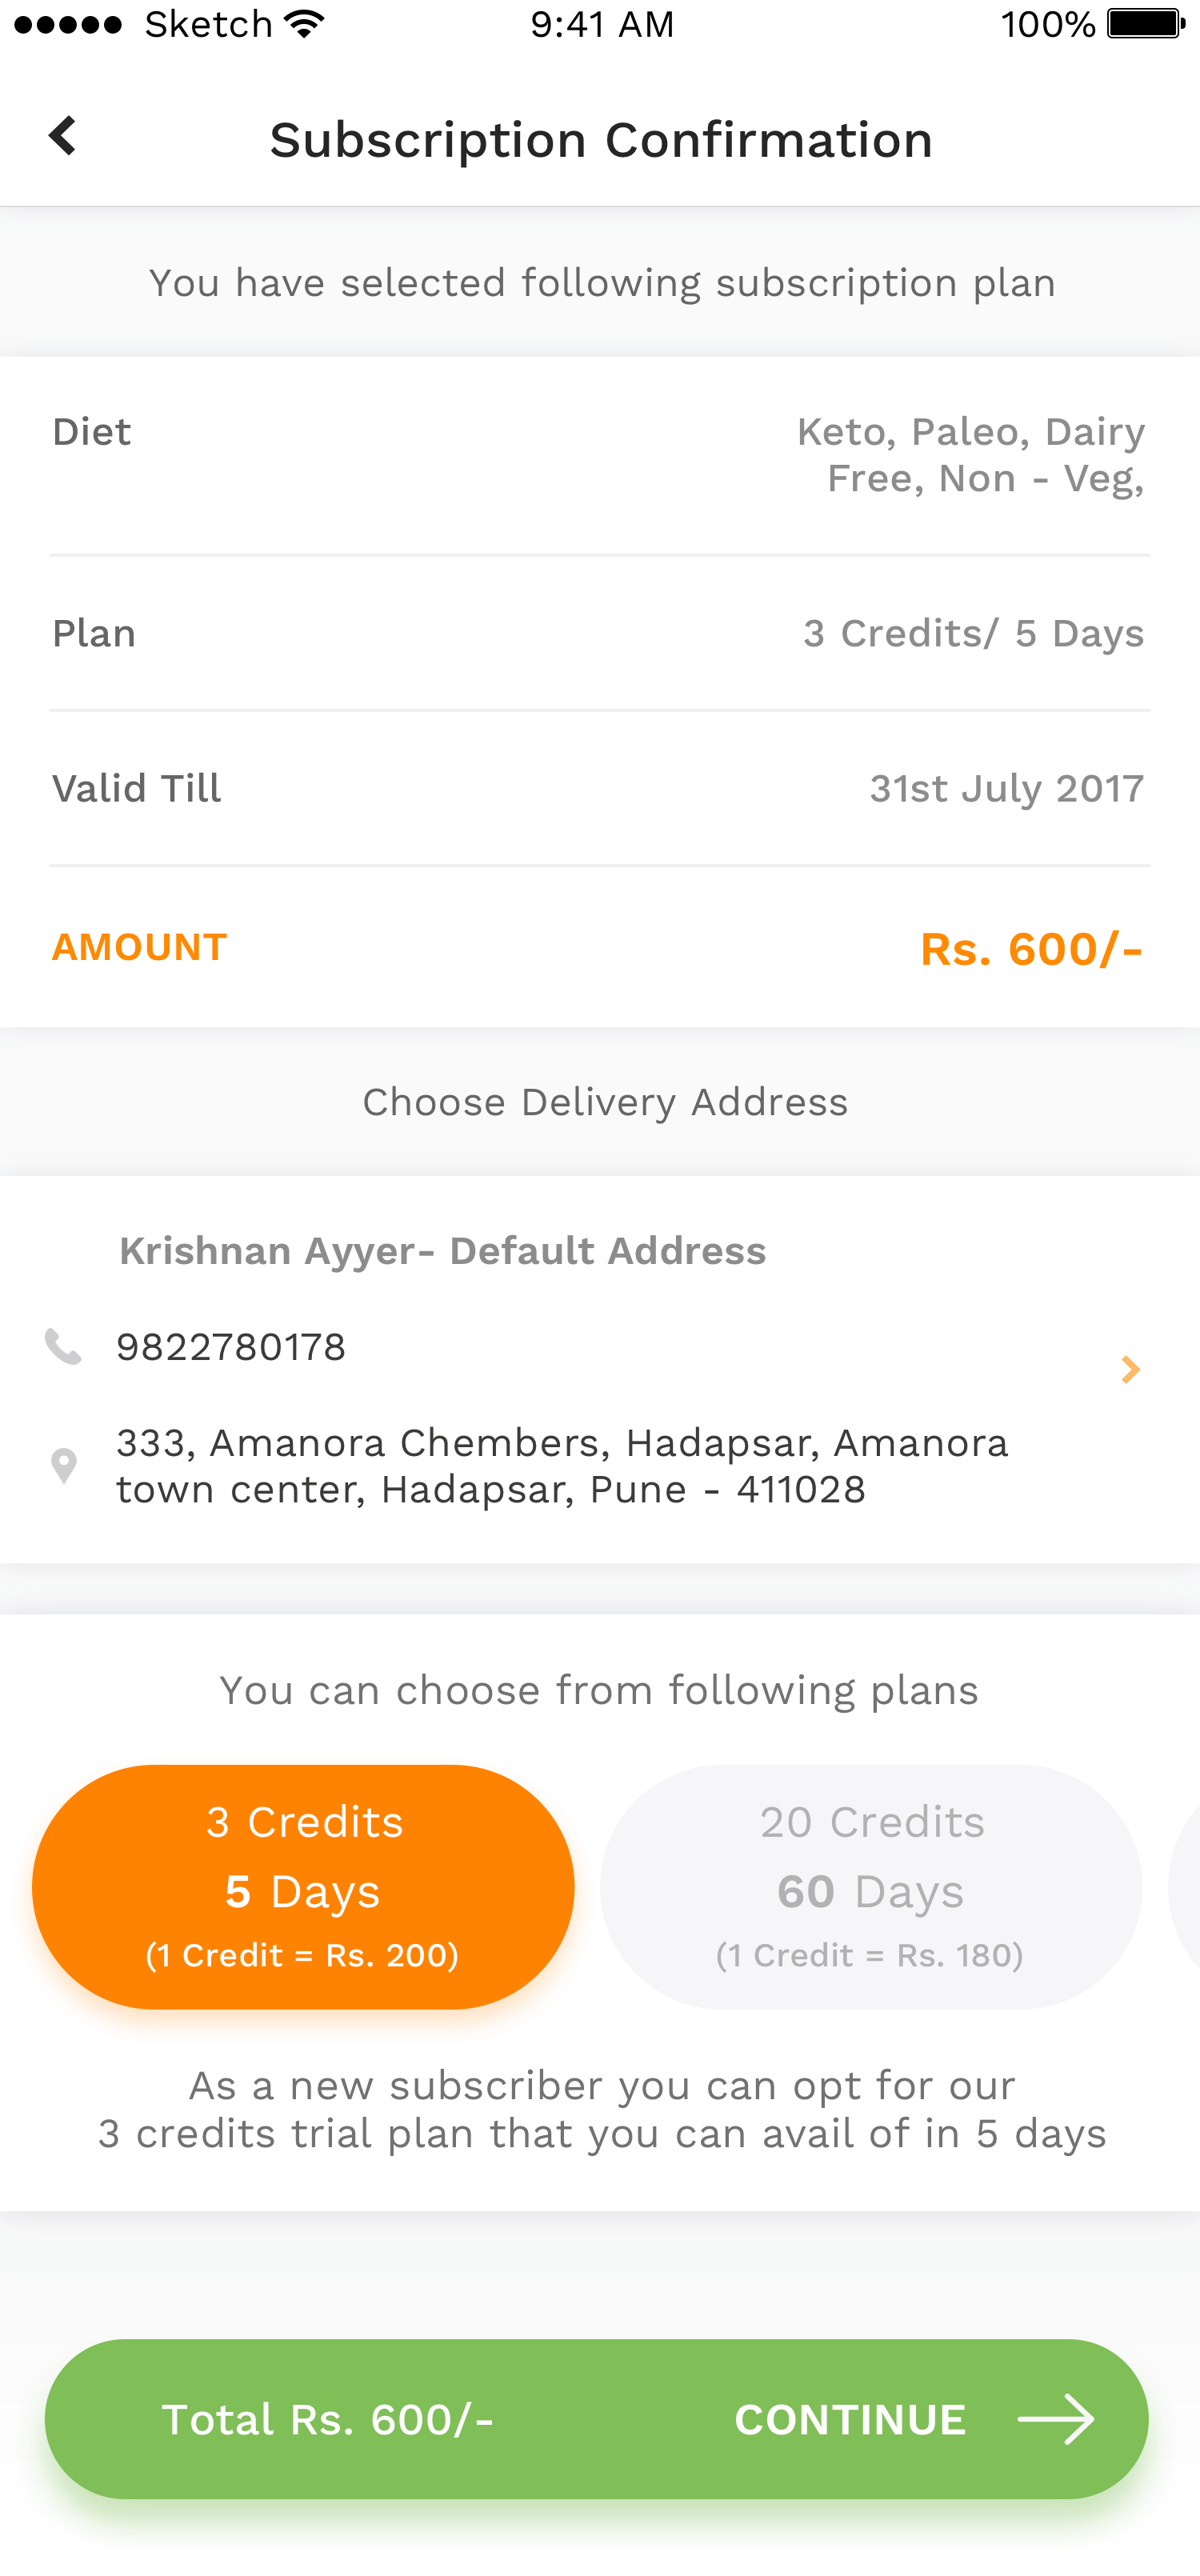 Sketch 9:41 AM 100%
Subscription Confirmation
You have selected following subscription plan
Diet Keto, Paleo, Dairy
Free, Non - Veg,
Plan 3 Credits/ 5 Days
Valid Till 31st July 2017
AMOUNT Rs. 600/-
Choose Delivery Address
Krishnan Ayyer- Default Address
9822780178
333, Amanora Chembers, Hadapsar, Amanora
town center, Hadapsar, Pune - 411028
You can choose from following plans
3 Credits
5 Days
(1 Credit = Rs. 200)
20 Credits
60 Days
(1 Credit = Rs. 180)
As a new subscriber you can opt for our
3 credits trial plan that you can avail of in 5 days
Total Rs. 600/- CONTINUE